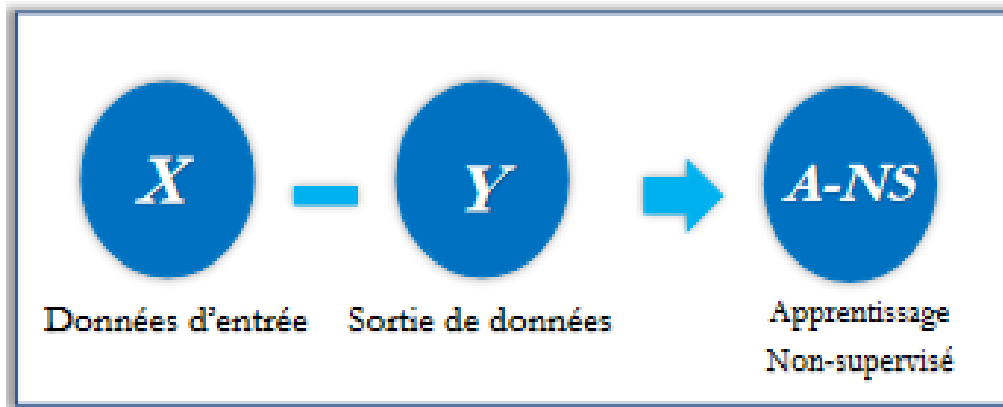 X
Y
A-NS
Données d'entrée
Sortie de données
Apprentissage
Non-supervisé